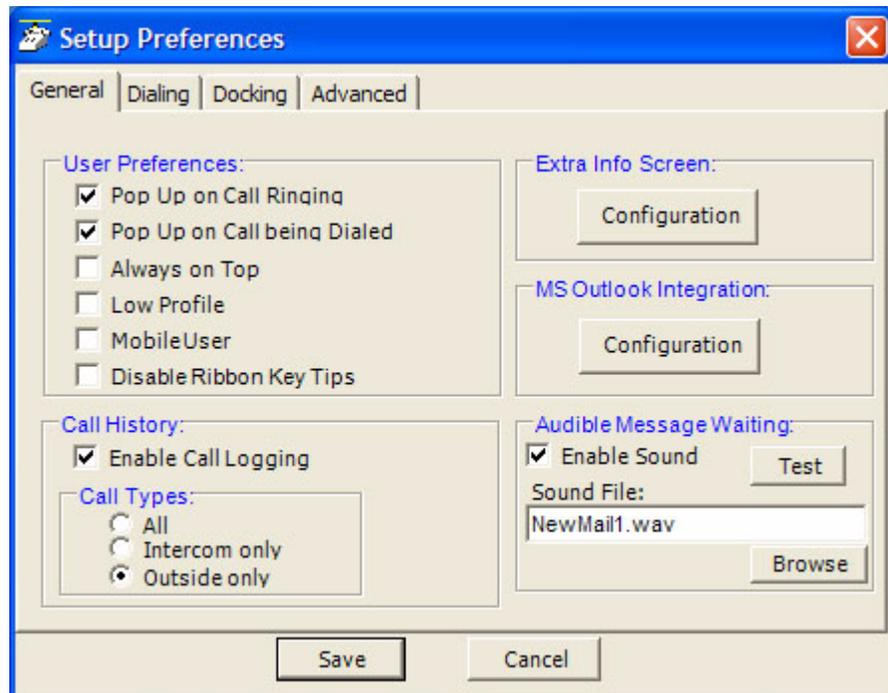 Setup Preferences
General Dialing Docking Advanced
User Preferences:
Pop Up on Call Ringing
Pop Up on Call being Dialed
Always on Top
Low Profile
MobileUser
Disable Ribbon Key Tips
Extra Info Screen:
Configuration
MS Outlook Integration:
Configuration
Call History:
Enable Call Logging
Call Types:
All
Intercom only
Outside only
Audible Message Waiting:
Enable Sound
Test
Sound File:
NewMail1.wav
Browse
Save Cancel